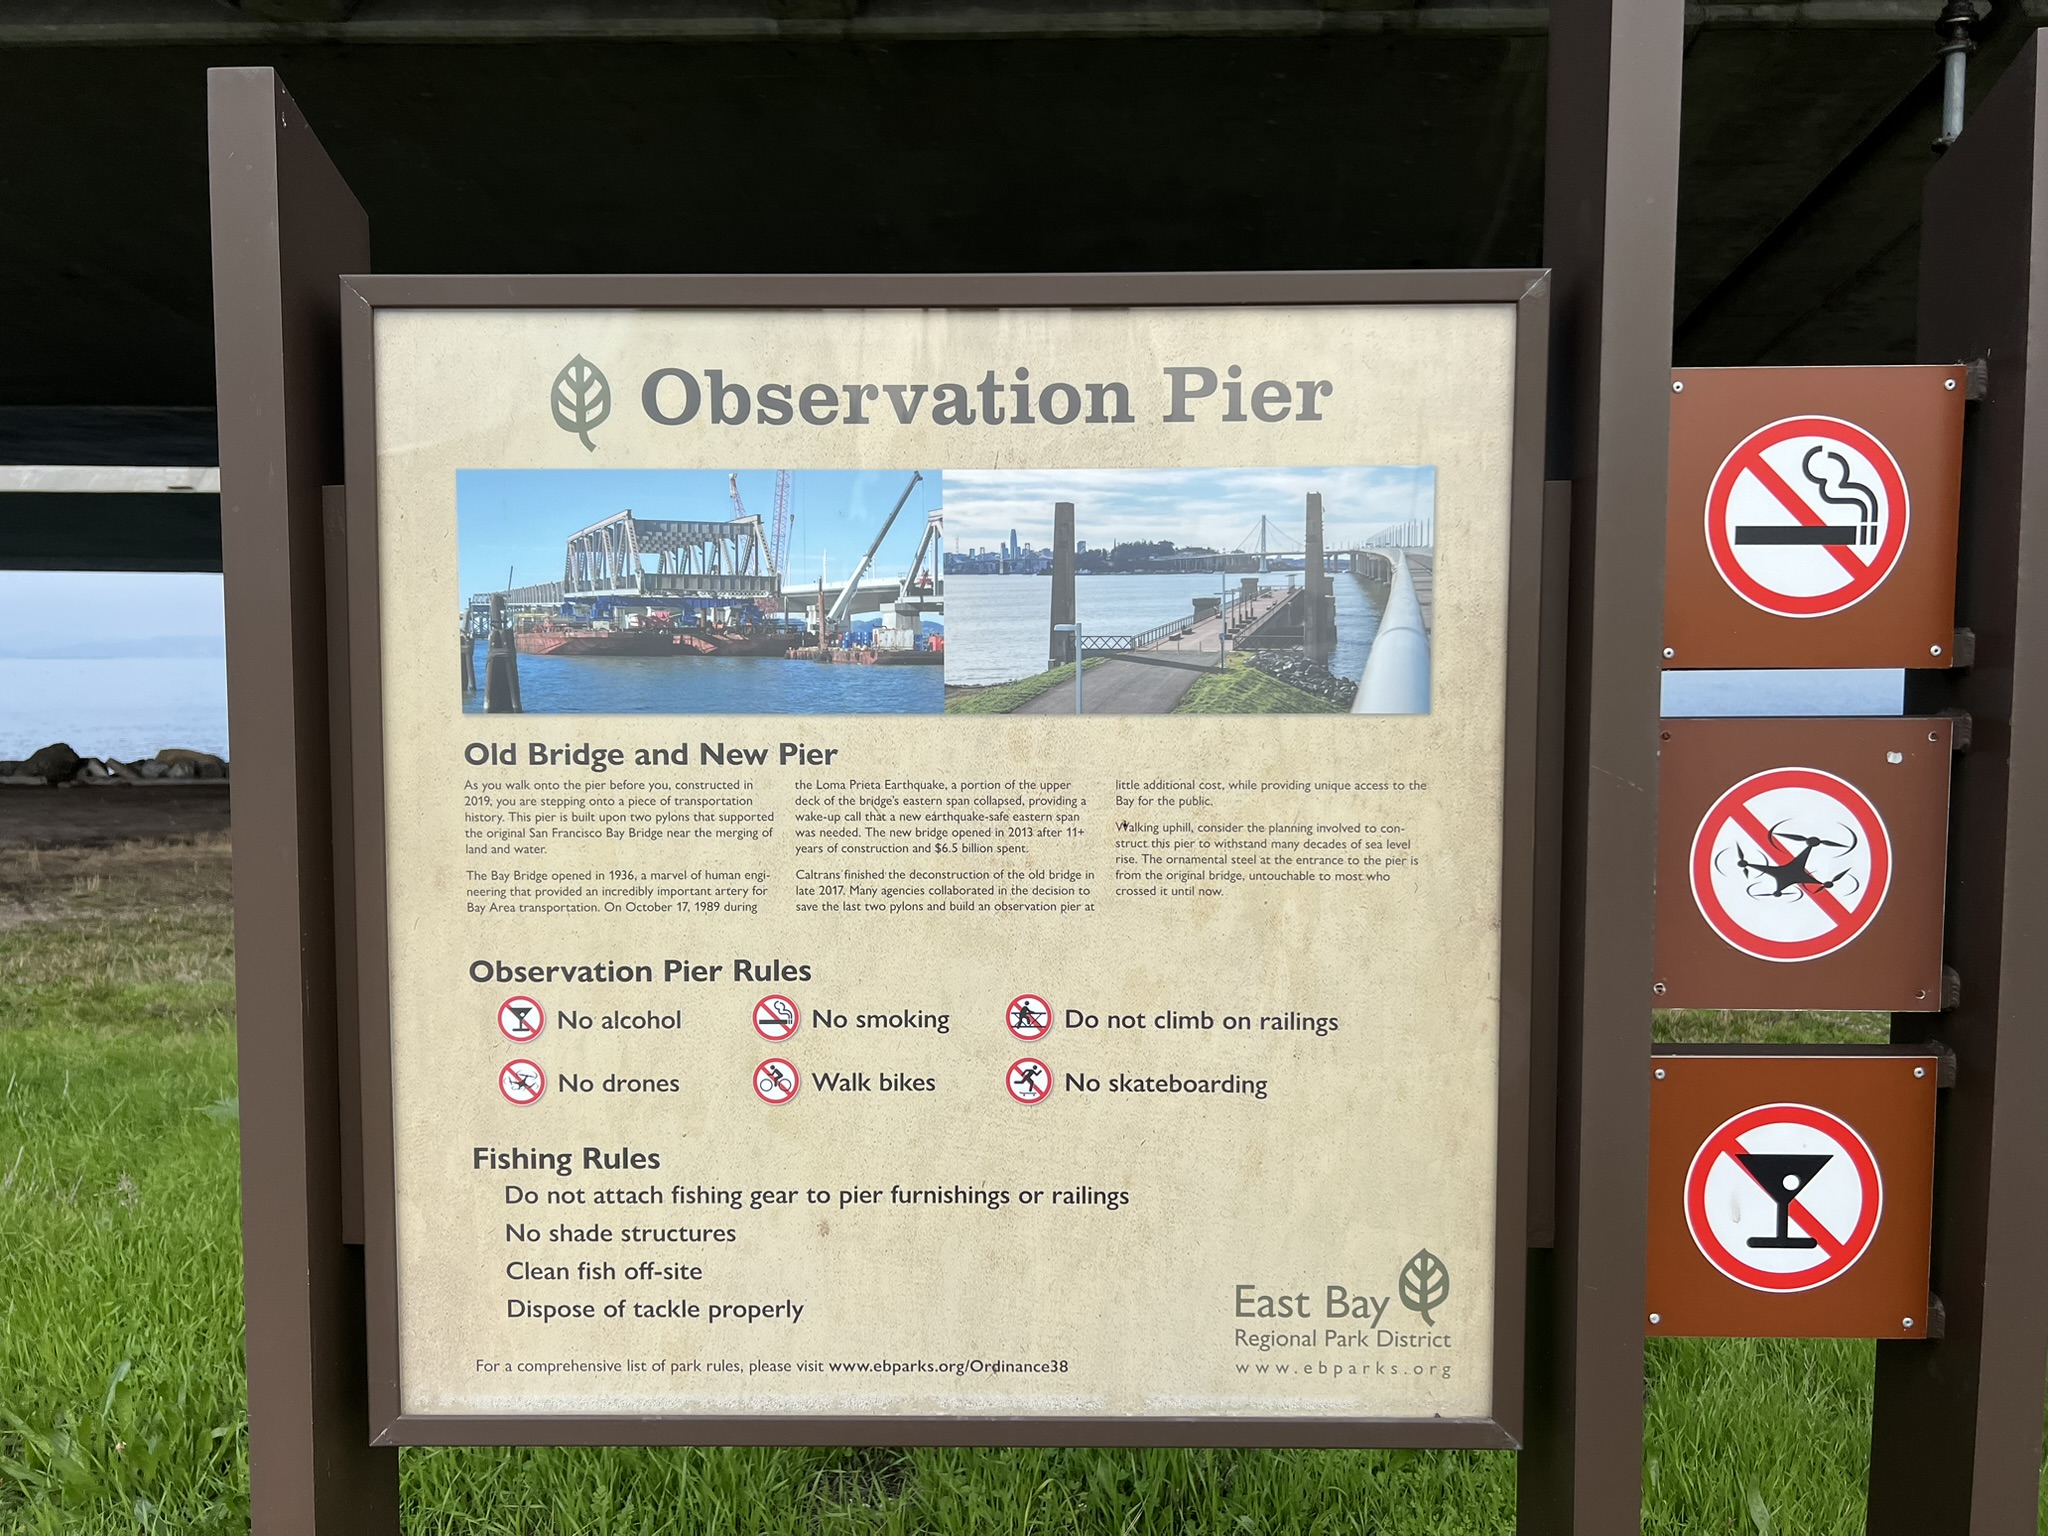 Observation Pier
Old Bridge and New Pier
As you walk onto the pier before you, constructed in
2019, you are stepping onto a piece of transportation
history. This pier is built upon two pylons that supported
the original San Francisco Bay Bridge near the merging of
land and water.
The Bay Bridge opened in 1936, a marvel of human engi-
neering that provided an incredibly important artery for
Bay Area transportation. On October 17, 1989 during
the Loma Prieta Earthquake, a portion of the upper
deck of the bridge's eastern span collapsed, providing a
wake-up call that a new earthquake-safe eastern span
was needed. The new bridge opened in 2013 after 11+
years of construction and $6.5 billion spent.
Caltrans finished the deconstruction of the old bridge in
late 2017. Many agencies collaborated in the decision to
save the last two pylons and build an observation pier at
little additional cost, while providing unique access to the
Bay for the public.
Walking uphill, consider the planning involved to con-
struct this pier to withstand many decades of sea level
rise. The ornamental steel at the entrance to the pier is
from the original bridge, untouchable to most who
crossed it until now.
Observation Pier Rules
No alcohol
No smoking
Do not climb on railings
No drones
Walk bikes
No skateboarding
Fishing Rules
Do not attach fishing gear to pier furnishings or railings
No shade structures
Clean fish off-site
Dispose of tackle properly
For a comprehensive list of park rules, please visit www.ebparks.org/Ordinance38
East Bay
Regional Park District
www.ebparks.org